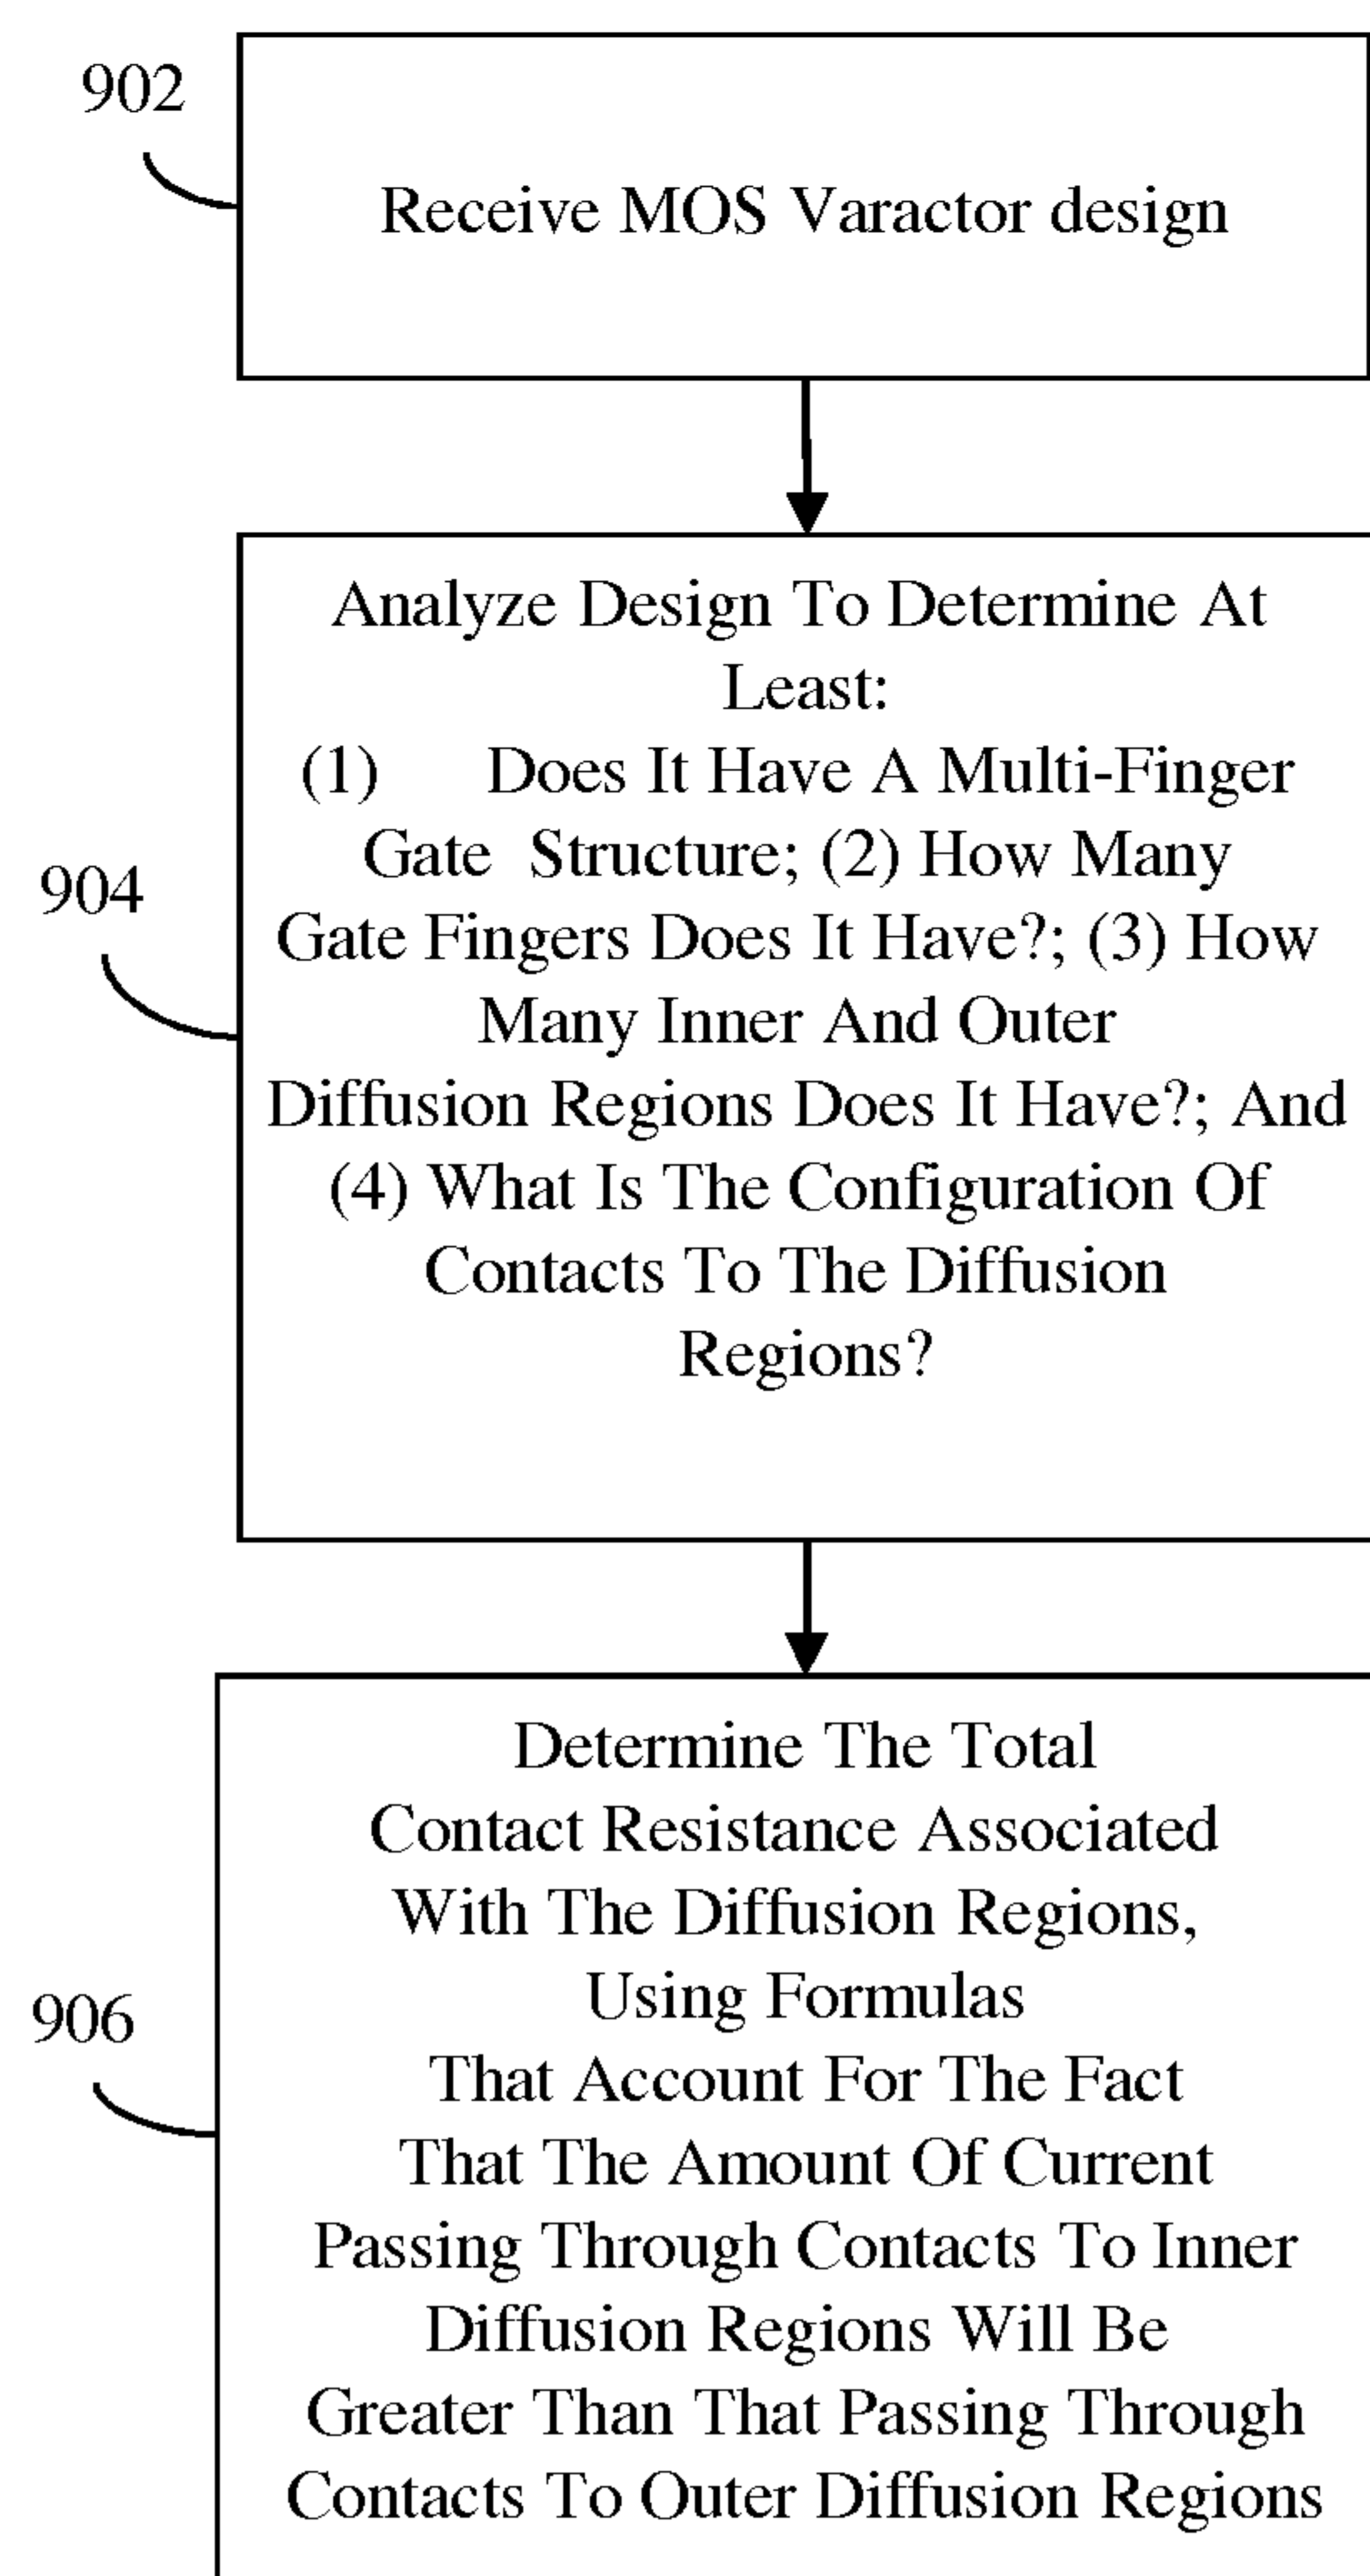 902
Receive MOS Varactor design
904
Analyze Design To Determine At
Least:
(1) Does It Have A Multi-Finger
Gate Structure; (2) How Many
Gate Fingers Does It Have?; (3) How
Many Inner And Outer
Diffusion Regions Does It Have?; And
(4) What Is The Configuration Of
Contacts To The Diffusion
Regions?
906
Determine The Total
Contact Resistance Associated
With The Diffusion Regions,
Using Formulas
That Account For The Fact
That The Amount Of Current
Passing Through Contacts To Inner
Diffusion Regions Will Be
Greater Than That Passing Through
Contacts To Outer Diffusion Regions